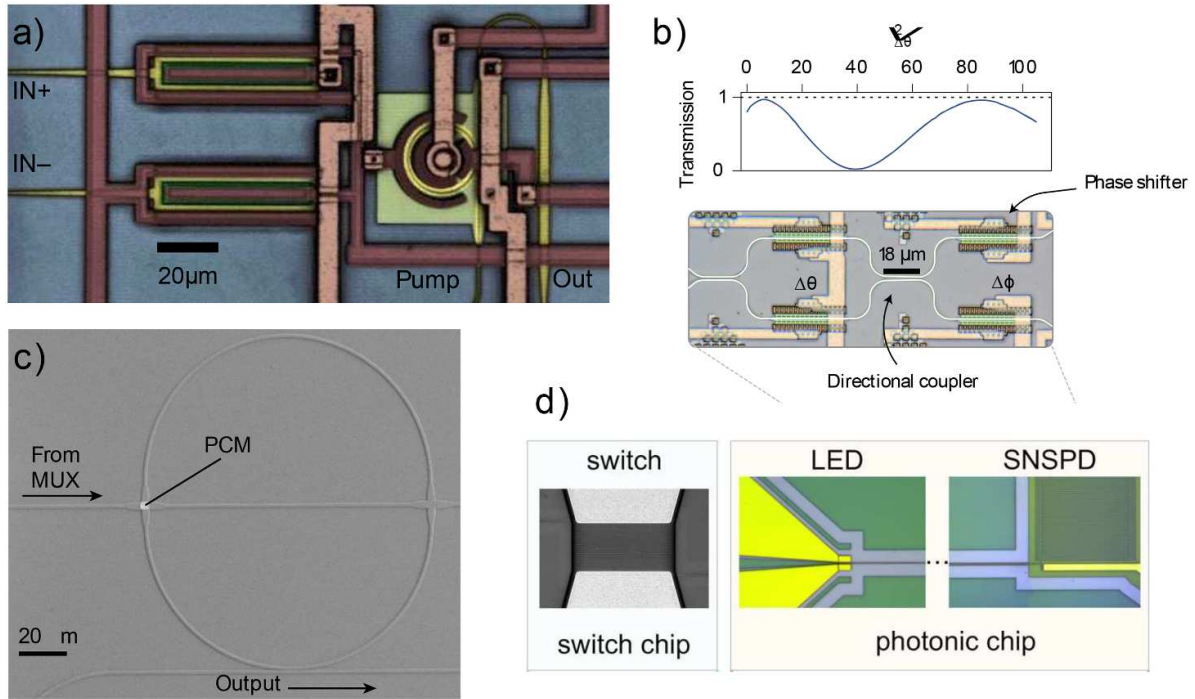 a)
IN+
IN–
20µm
Pump
Out
b)
0 20 40 60 80 100
Transmission
1
0
Phase shifter
18 µm
Δθ
Δϕ
Directional coupler
c)
From
MUX
PCM
20 m
Output
d)
switch
LED
SNSPD
switch chip
photonic chip